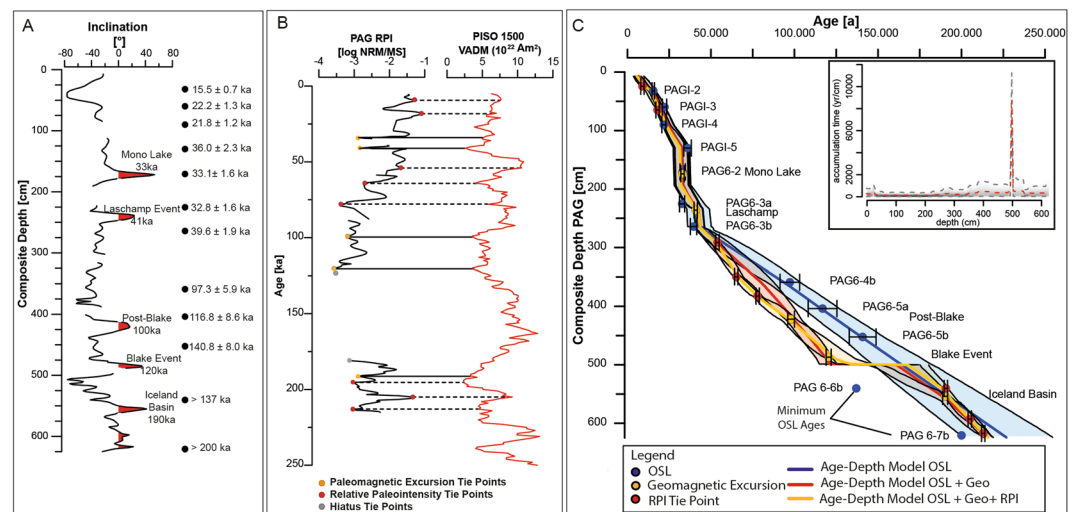 A
Inclination
[°]
-80 -40 0 40 80
Composite Depth [cm]
0
100
200
300
400
500
600
Mono Lake
33ka
Laschamp Event
41ka
Post-Blake
100ka
Blake Event
120ka
Iceland
Basin
190ka
15.5 ± 0.7 ka
22.2 ± 1.3 ka
21.8 ± 1.2 ka
36.0 ± 2.3 ka
33.1± 1.6 ka
32.8 ± 1.6 ka
39.6 ± 1.9 ka
97.3 ± 5.9 ka
116.8 ± 8.6 ka
140.8 ± 8.0 ka
> 137 ka
> 200 ka
B
PAG RPI
[log NRM/MS]
-4 -3 -2 -1
PISO 1500
VADM (10²² Am²)
0 5 10 15
Age [ka]
0
50
100
150
200
250
Paleomagnetic Excursion Tie Points
Relative Paleointensity Tie Points
Hiatus Tie Points
C
Age [a]
0 50.000 100.000 150.000 200.000 250.000
Composite Depth PAG [cm]
0
100
200
300
400
500
600
PAGI-2
PAGI-3
PAGI-4
PAGI-5
PAG6-2 Mono Lake
PAG6-3a
Laschamp
PAG6-3b
PAG6-4b
PAG6-5a
Post-Blake
PAG6-5b
Blake Event
PAG 6-6b
Iceland Basin
Minimum
OSL Ages
PAG 6-7b
accumulation time (yr/cm)
0 2000 6000 10000
0 100 200 300 400 500 600
depth (cm)
Legend
OSL
Geomagnetic Excursion
RPI Tie Point
Age-Depth Model OSL
Age-Depth Model OSL + Geo
Age-Depth Model OSL + Geo+ RPI